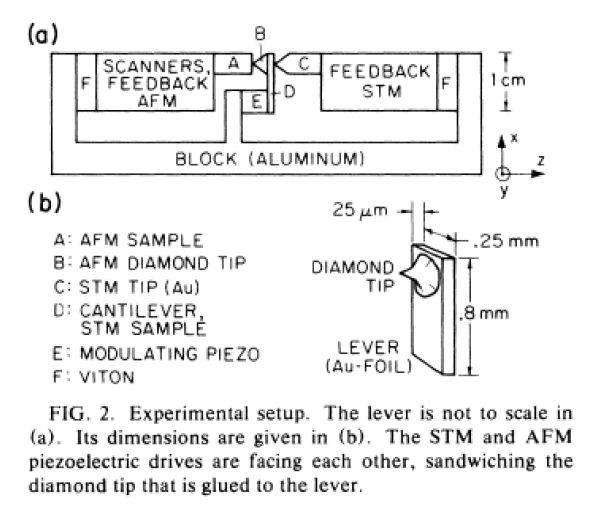 (a)
B
A
C
SCANNERS,
FEEDBACK
AFM
F
FEEDBACK
STM
F
1 cm
D
E
BLOCK (ALUMINUM)
x
z
y
(b)
A: AFM SAMPLE
B: AFM DIAMOND TIP
C: STM TIP (Au)
D: CANTILEVER,
STM SAMPLE
E: MODULATING PIEZO
F: VITON
25 μm
.25 mm
DIAMOND
TIP
.8 mm
LEVER
(Au-FOIL)
FIG. 2. Experimental setup. The lever is not to scale in
(a). Its dimensions are given in (b). The STM and AFM
piezoelectric drives are facing each other, sandwiching the
diamond tip that is glued to the lever.